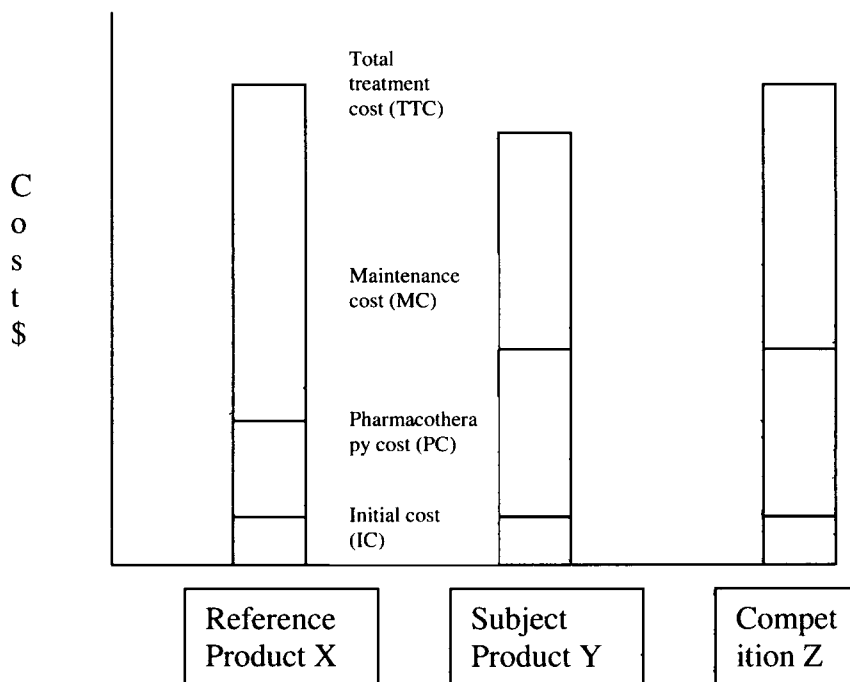 Total
treatment
cost (TTC)
C
o
s
t
$
Maintenance
cost (MC)
Pharmacothera
py cost (PC)
Initial cost
(IC)
Reference
Product X
Subject
Product Y
Compet
ition Z